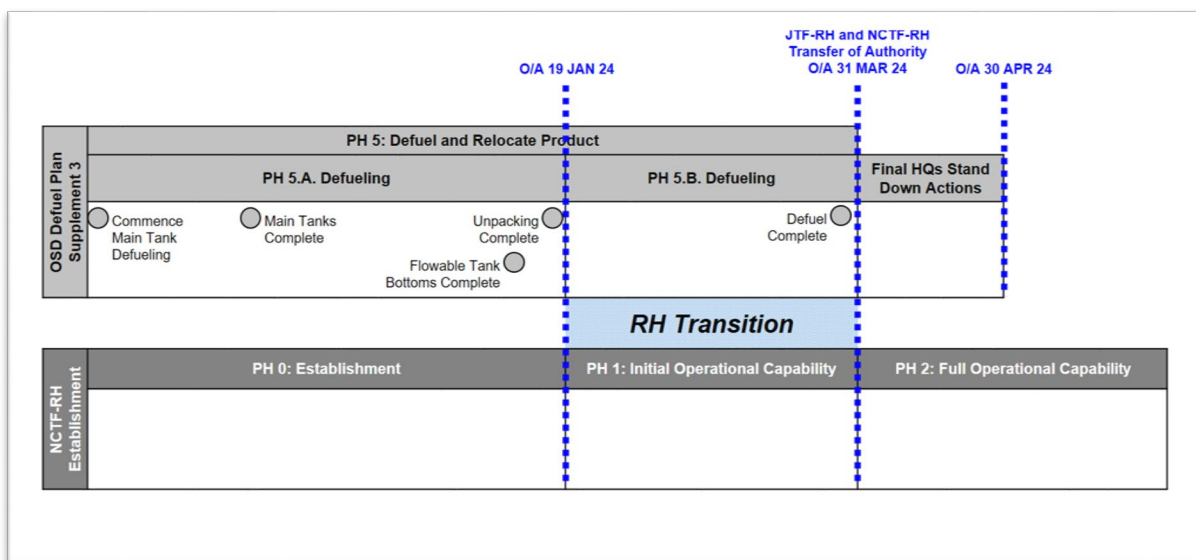 JTF-RH and NCTF-RH
Transfer of Authority
O/A 19 JAN 24
O/A 31 MAR 24
O/A 30 APR 24
OSD Defuel Plan
Supplement 3
PH 5: Defuel and Relocate Product
PH 5.A. Defueling
PH 5.B. Defueling
Final HQs Stand
Down Actions
Commence
Main Tank
Defueling
Main Tanks
Complete
Unpacking
Complete
Flowable Tank
Bottoms Complete
Defuel
Complete
RH Transition
NCTF-RH
Establishment
PH 0: Establishment
PH 1: Initial Operational Capability
PH 2: Full Operational Capability